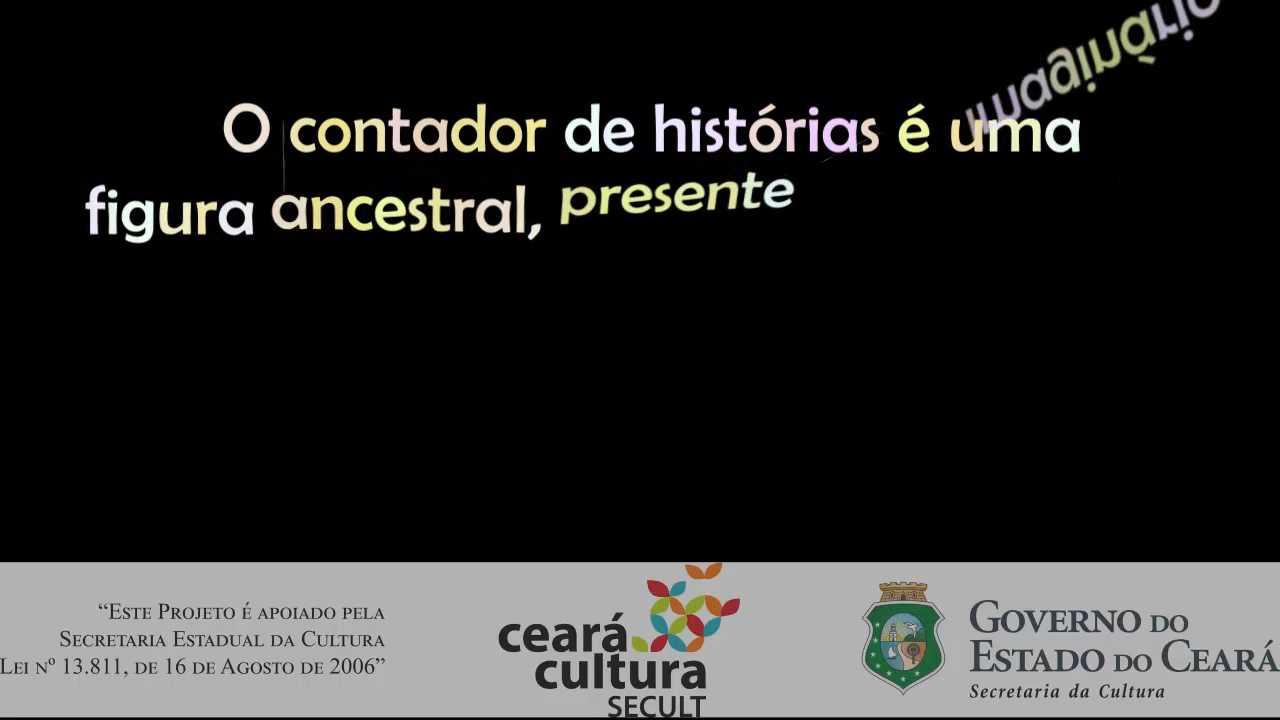 O contador de histórias é uma
figura ancestral, presente
“Este Projeto é apoiado pela
Secretaria Estadual da Cultura
Lei nº 13.811, de 16 de Agosto de 2006”
ceará
cultura
SECULT
Governo do
Estado do Ceará
Secretaria da Cultura